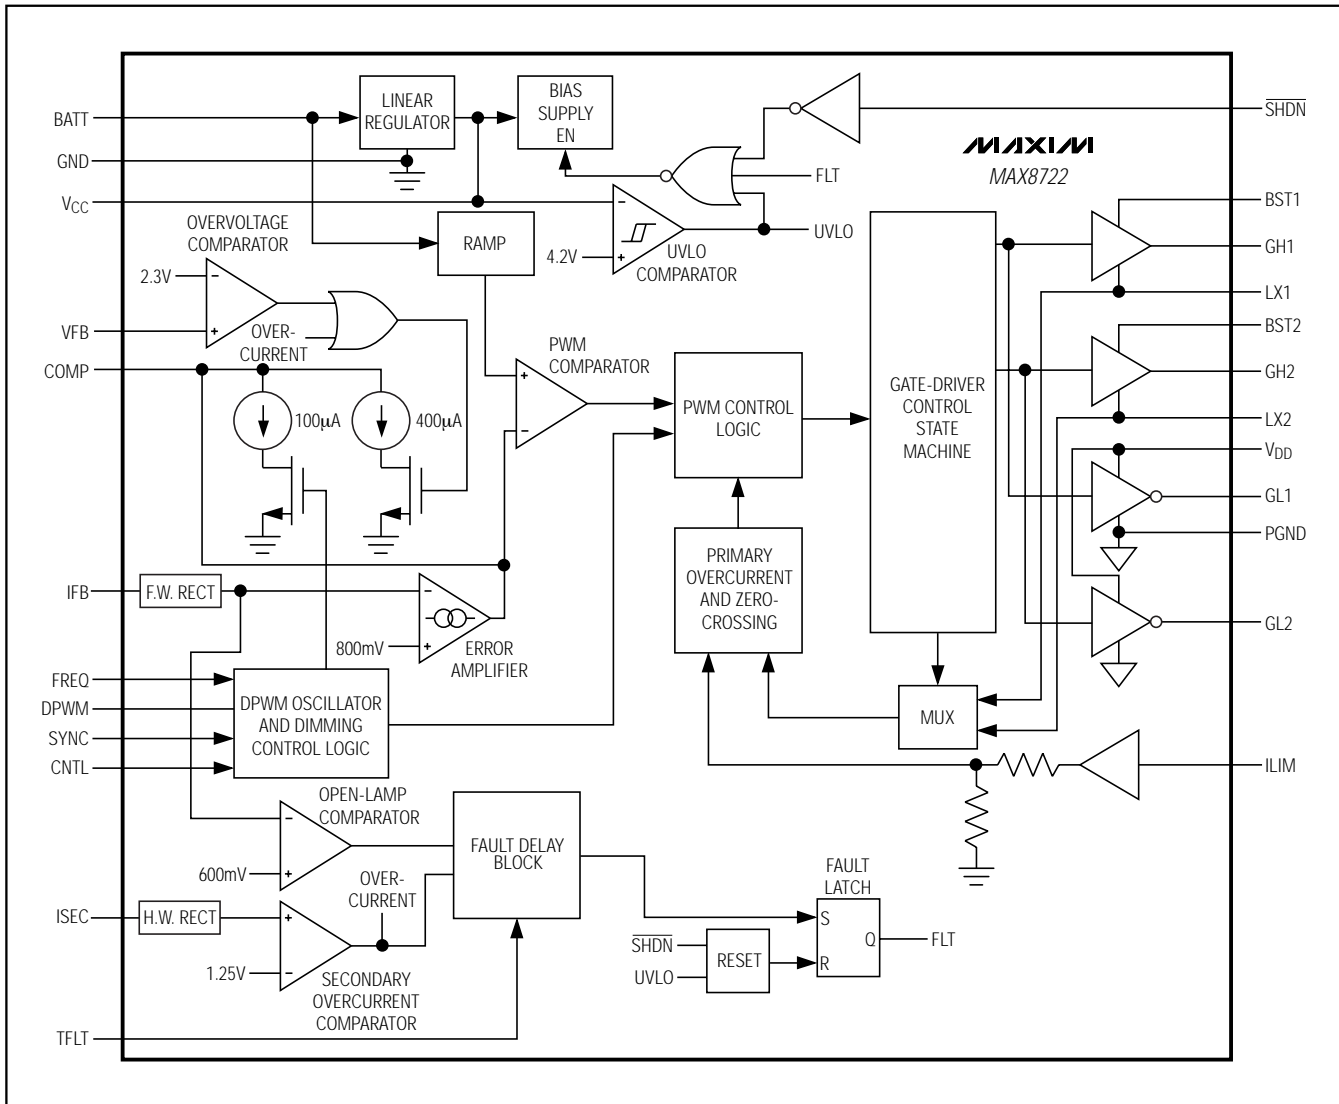 BATT
GND
VCC
LINEAR
REGULATOR
BIAS
SUPPLY
EN
SHDN
MAXIM
MAX8722
FLT
UVLO
OVERVOLTAGE
COMPARATOR
RAMP
4.2V
−
+
UVLO
COMPARATOR
2.3V
−
+
VFB
OVER-
CURRENT
COMP
100µA
400µA
PWM
COMPARATOR
+
−
PWM CONTROL
LOGIC
GATE-DRIVER
CONTROL
STATE
MACHINE
BST1
GH1
LX1
BST2
GH2
LX2
VDD
GL1
PGND
GL2
PRIMARY
OVERCURRENT
AND ZERO-
CROSSING
IFB
F.W. RECT
−
+
800mV
ERROR
AMPLIFIER
FREQ
DPWM
SYNC
CNTL
DPWM OSCILLATOR
AND DIMMING
CONTROL LOGIC
MUX
ILIM
OPEN-LAMP
COMPARATOR
−
+
600mV
FAULT DELAY
BLOCK
OVER-
CURRENT
ISEC
H.W. RECT
+
−
1.25V
SECONDARY
OVERCURRENT
COMPARATOR
FAULT
LATCH
S
Q
R
FLT
SHDN
UVLO
RESET
TFLT